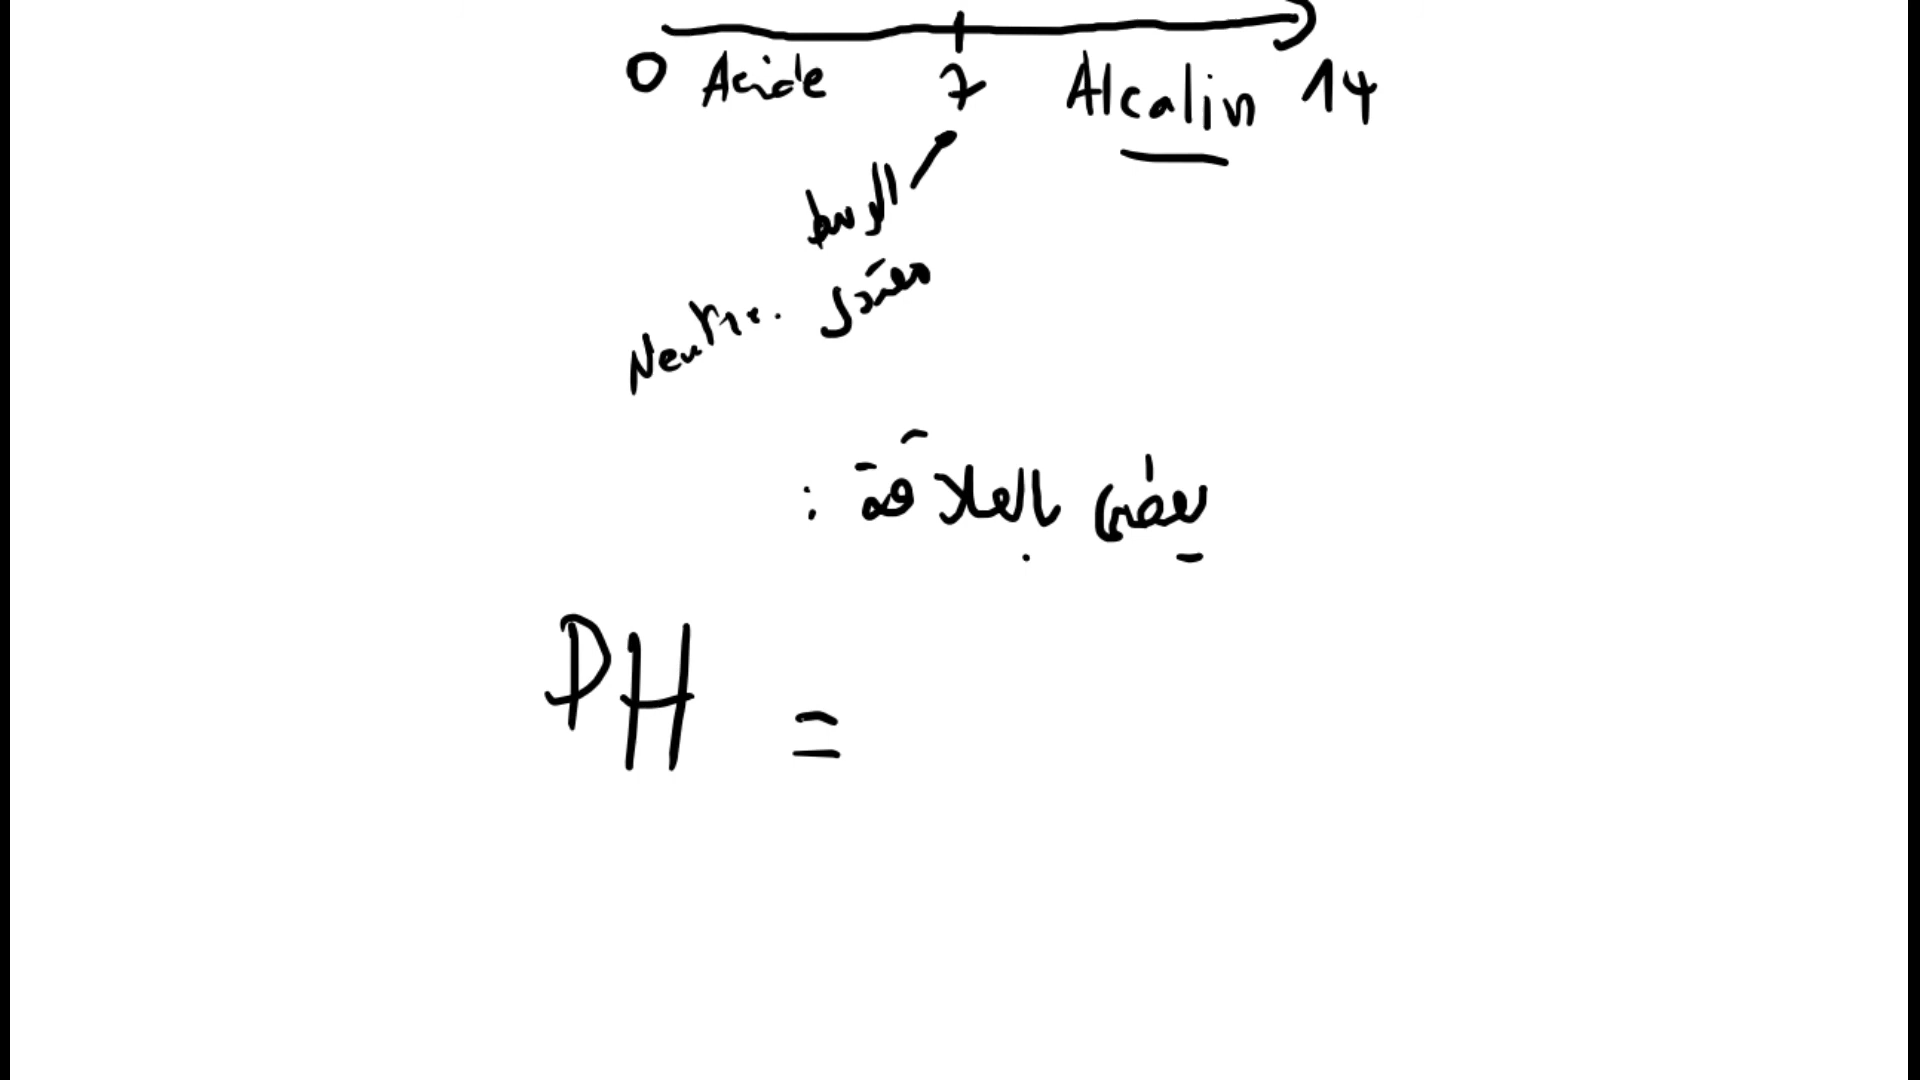 0 Acide 7 Alcalin 14
الوسط
معتدل
Neutre.
يعطى بالعلاقة :
PH =